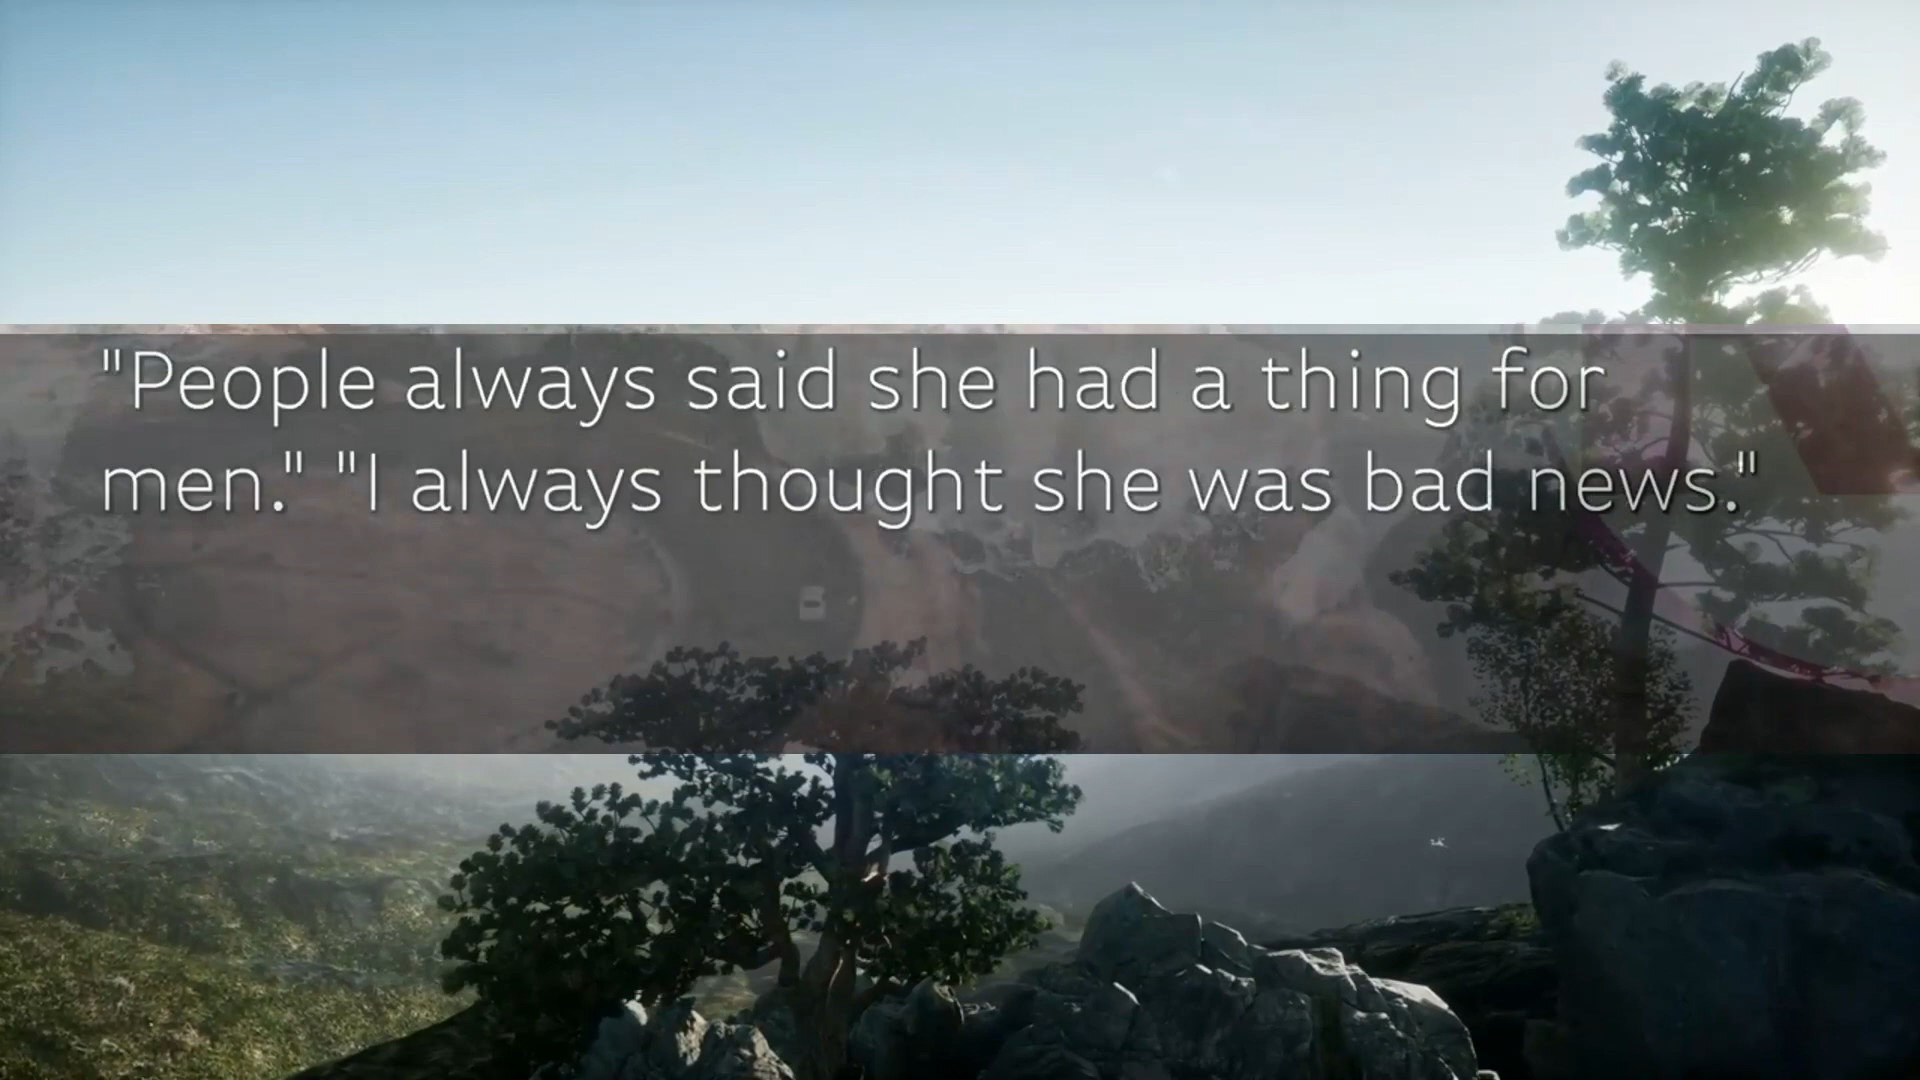 "People always said she had a thing for
men." "I always thought she was bad news."